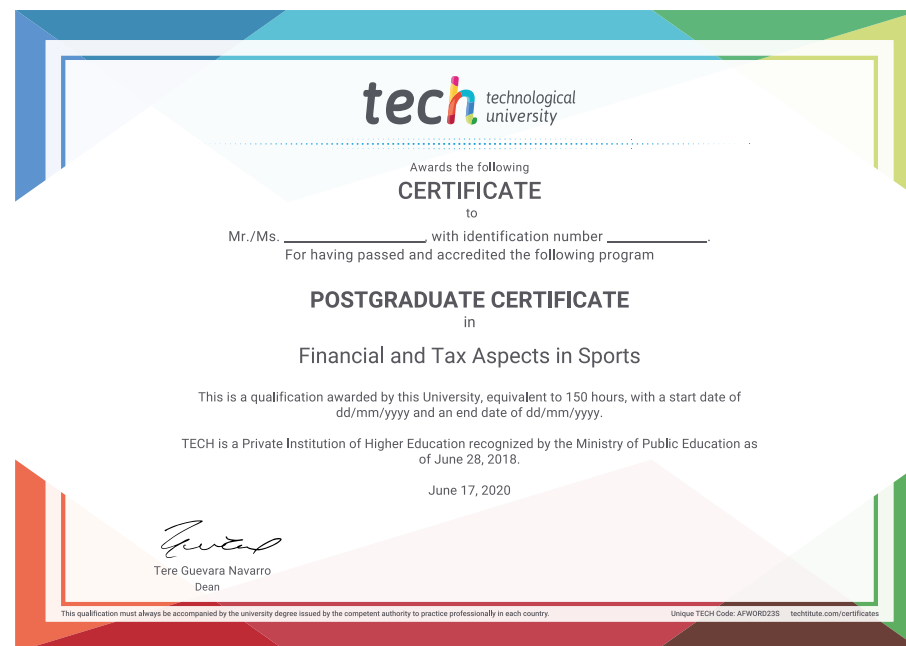 tech technological
university
Awards the following
CERTIFICATE
to
Mr./Ms. ____________________, with identification number ______________.
For having passed and accredited the following program
POSTGRADUATE CERTIFICATE
in
Financial and Tax Aspects in Sports
This is a qualification awarded by this University, equivalent to 150 hours, with a start date of
dd/mm/yyyy and an end date of dd/mm/yyyy.
TECH is a Private Institution of Higher Education recognized by the Ministry of Public Education as
of June 28, 2018.
June 17, 2020
Tere Guevara Navarro
Dean
This qualification must always be accompanied by the university degree issued by the competent authority to practice professionally in each country. Unique TECH Code: AFWORD23S techtitute.com/certificates